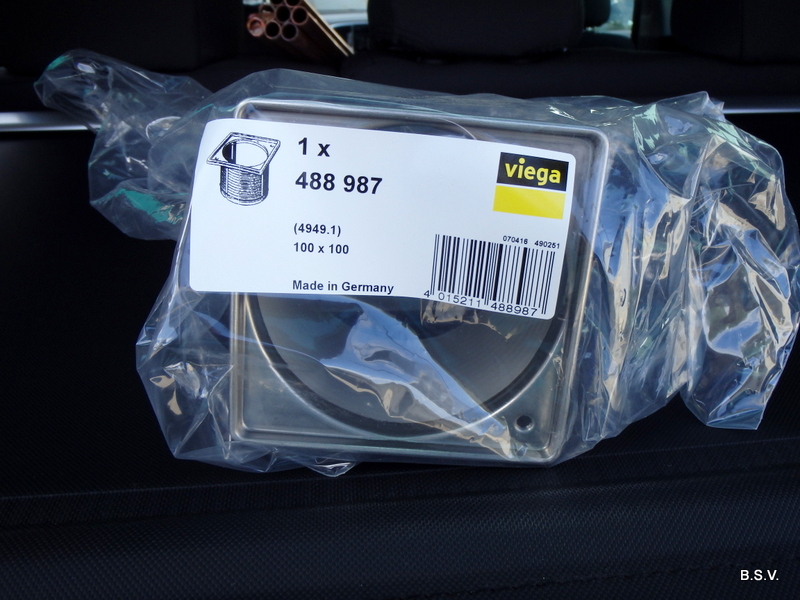 1 x
488 987
viega
(4949.1)
100 x 100
070416 490251
Made in Germany
4 015211 488987
B.S.V.